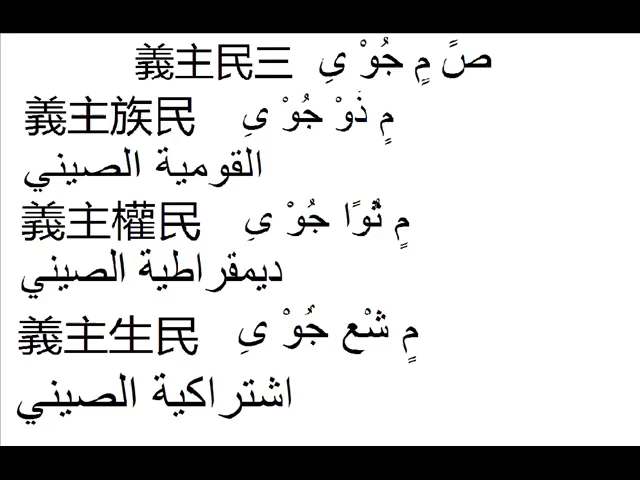 صً مٍ جُوْ ىِ 三民主義
مٍ ذَوْ جُوْ ىِ 民族主義
القومية الصيني
مٍ ثُوًا جُوْ ىِ 民權主義
ديمقراطية الصيني
مٍ شْع جُوْ ىِ 民生主義
اشتراكية الصيني